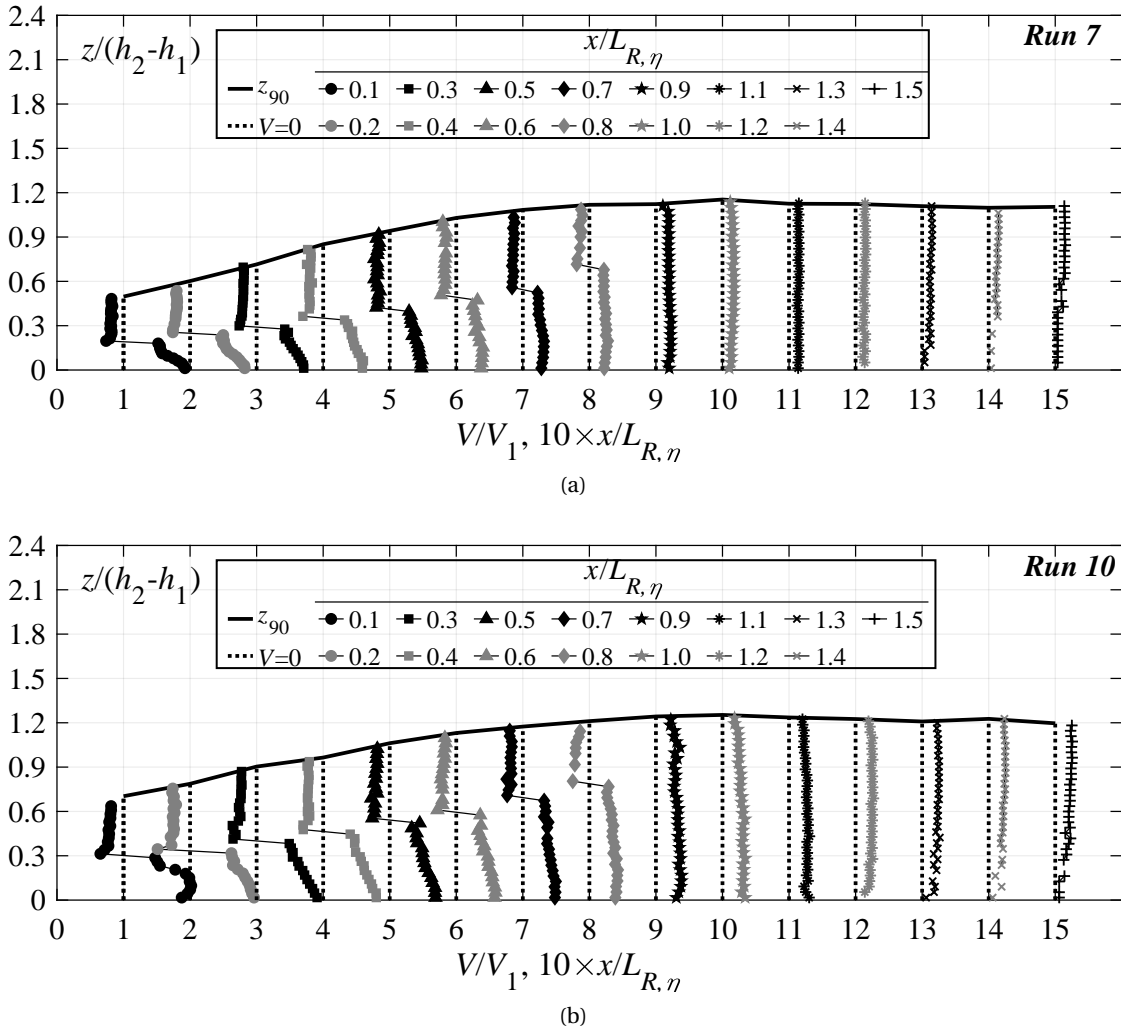 2.4
2.1
1.8
1.5
1.2
0.9
0.6
0.3
0
z/(h₂-h₁)
Run 7
x/L_{R, η}
z₉₀ 0.1 0.3 0.5 0.7 0.9 1.1 1.3 1.5
V=0 0.2 0.4 0.6 0.8 1.0 1.2 1.4
0 1 2 3 4 5 6 7 8 9 10 11 12 13 14 15
V/V₁, 10×x/L_{R, η}
(a)
2.4
2.1
1.8
1.5
1.2
0.9
0.6
0.3
0
z/(h₂-h₁)
Run 10
x/L_{R, η}
z₉₀ 0.1 0.3 0.5 0.7 0.9 1.1 1.3 1.5
V=0 0.2 0.4 0.6 0.8 1.0 1.2 1.4
0 1 2 3 4 5 6 7 8 9 10 11 12 13 14 15
V/V₁, 10×x/L_{R, η}
(b)